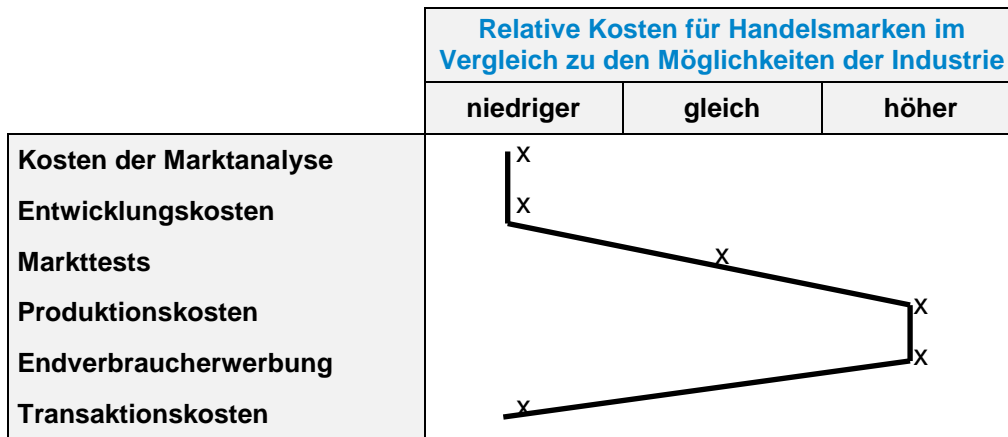 Relative Kosten für Handelsmarken im
Vergleich zu den Möglichkeiten der Industrie
niedriger gleich höher
Kosten der Marktanalyse x
Entwicklungskosten x
Markttests x
Produktionskosten x
Endverbraucherwerbung x
Transaktionskosten x